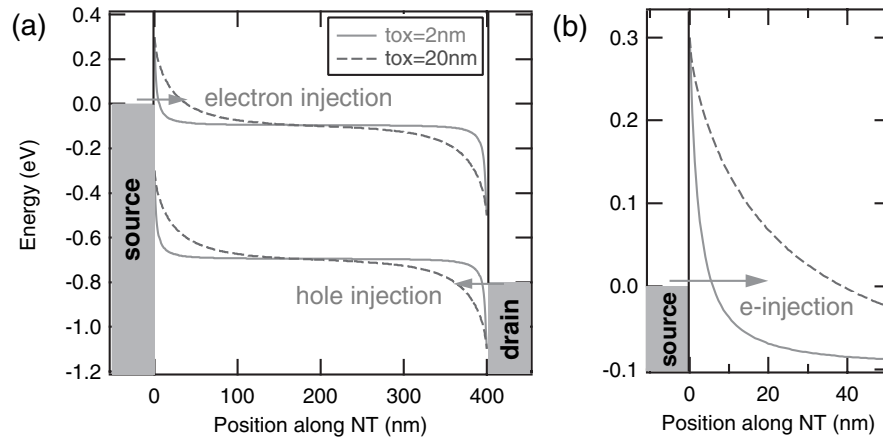 (a)
0.4
0.2
0.0
-0.2
-0.4
-0.6
-0.8
-1.0
-1.2
Energy (eV)
tox=2nm
tox=20nm
electron injection
hole injection
source
drain
0
100
200
300
400
Position along NT (nm)
(b)
0.3
0.2
0.1
0.0
-0.1
e-injection
source
0
20
40
Position along NT (nm)